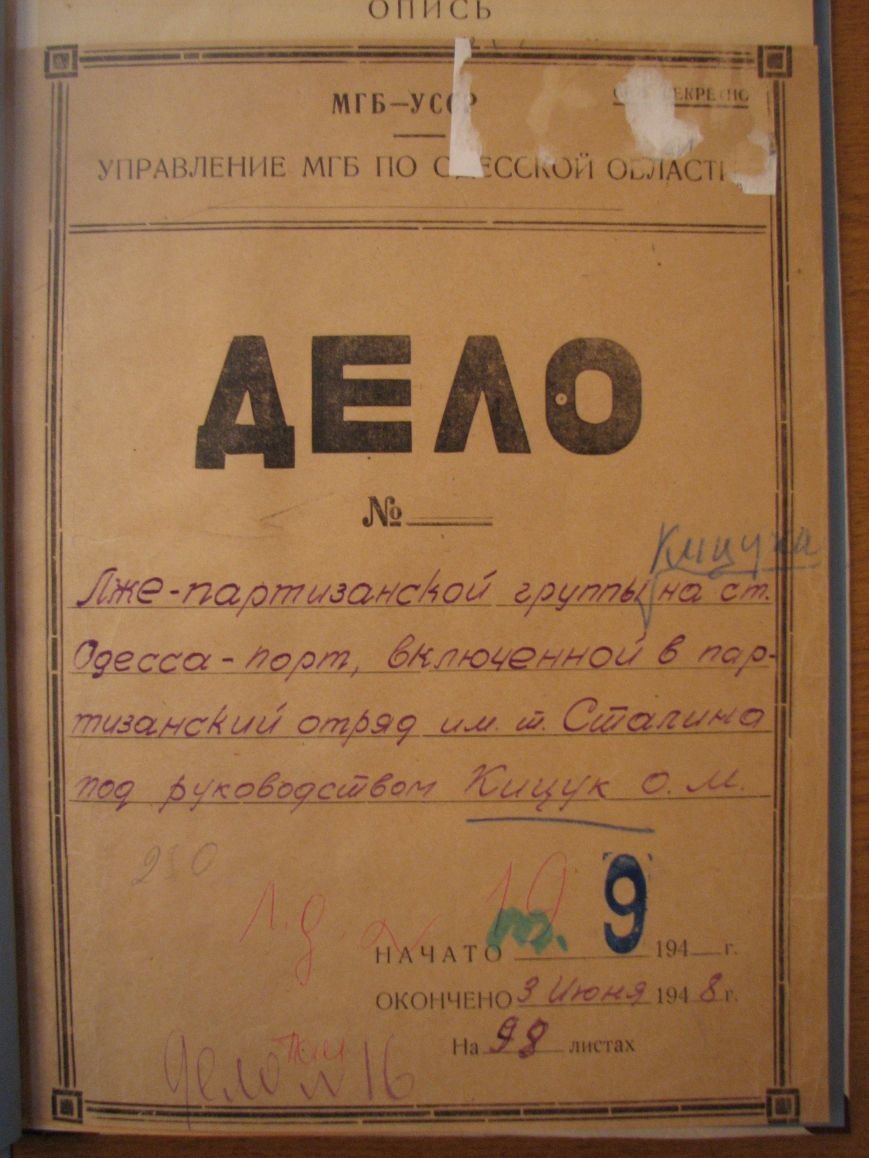 ОПИСЬ
МГБ—УССР
УПРАВЛЕНИЕ МГБ ПО ОДЕССКОЙ ОБЛАСТИ
ДЕЛО
№
Кицука
Лже-партизанской группы на ст.
Одесса-порт, включенной в пар-
тизанский отряд им. т. Сталина
под руководством Кицук О. М.
т. 9
НАЧАТО 194 г.
ОКОНЧЕНО 3 Июня 1948 г.
На 98 листах
Дело № 16